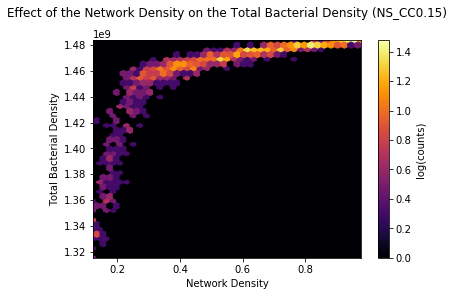 Effect of the Network Density on the Total Bacterial Density (NS_CC0.15)
1e9
1.48
1.46
1.44
1.42
1.40
1.38
1.36
1.34
1.32
Total Bacterial Density
0.2 0.4 0.6 0.8
Network Density
1.4
1.2
1.0
0.8
0.6
0.4
0.2
0.0
log(counts)